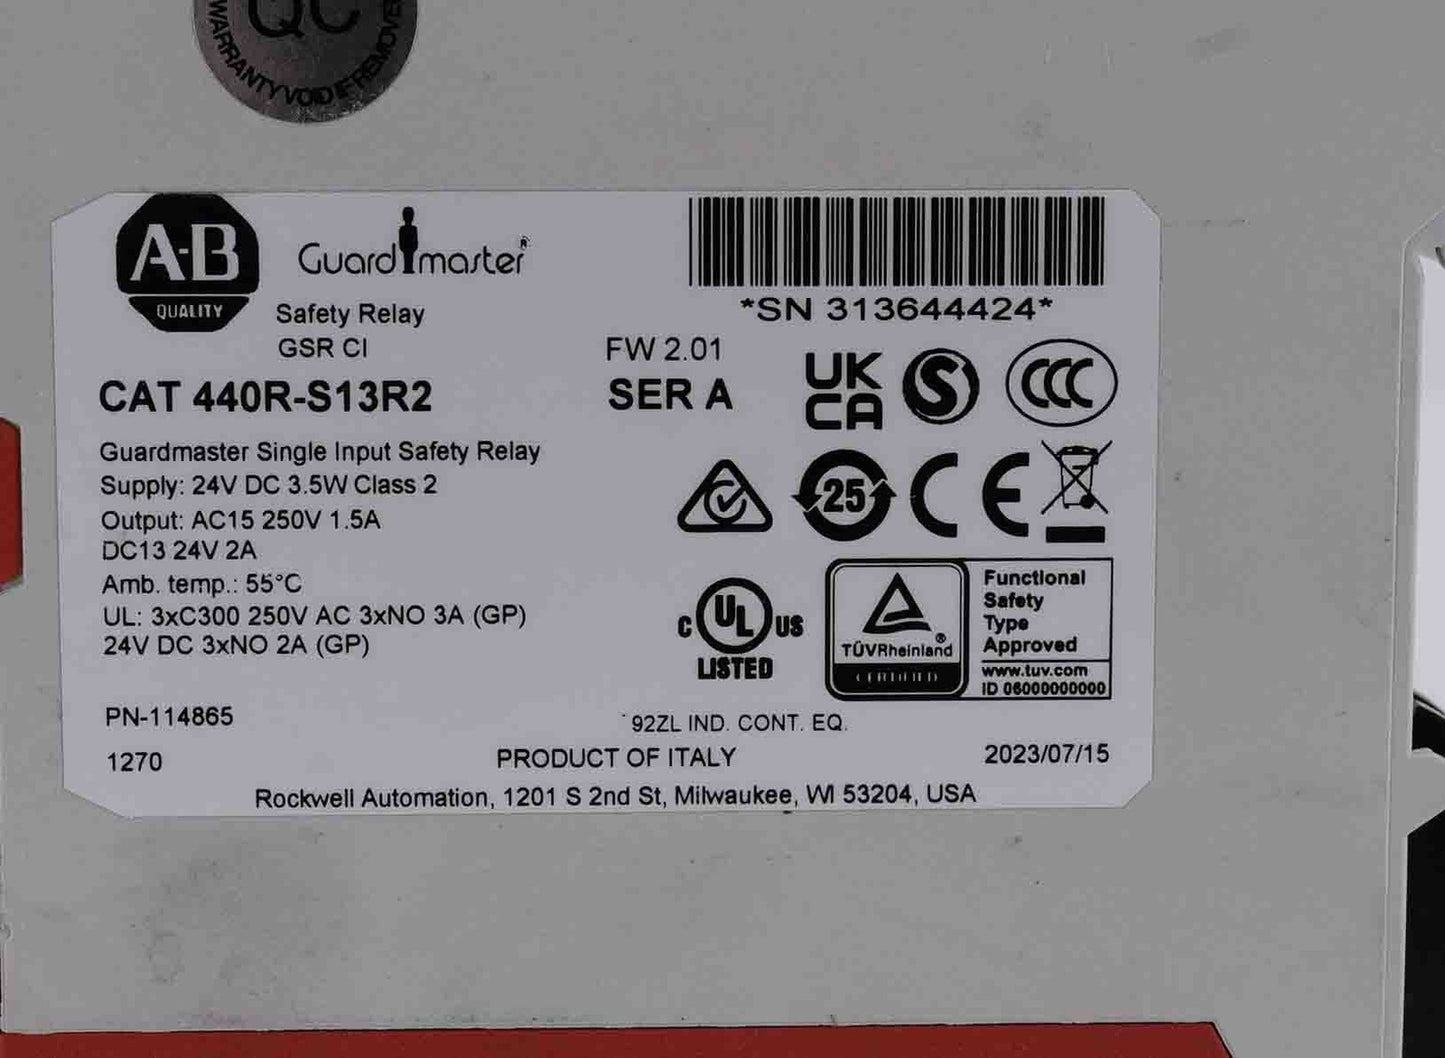 QC
WARRANTY VOID IF REMOVED
A-B
QUALITY
Guardmaster®
Safety Relay
GSR CI
*SN 313644424*
FW 2.01
CAT 440R-S13R2
SER A
UK
CA
S
CCC
Guardmaster Single Input Safety Relay
Supply: 24V DC 3.5W Class 2
Output: AC15 250V 1.5A
DC13 24V 2A
Amb. temp.: 55°C
UL: 3xC300 250V AC 3xNO 3A (GP)
24V DC 3xNO 2A (GP)
25
CE
C UL US
LISTED
TÜVRheinland®
CERTIFIED
Functional
Safety
Type
Approved
www.tuv.com
ID 06000000000
PN-114865
92ZL IND. CONT. EQ.
1270
PRODUCT OF ITALY
2023/07/15
Rockwell Automation, 1201 S 2nd St, Milwaukee, WI 53204, USA